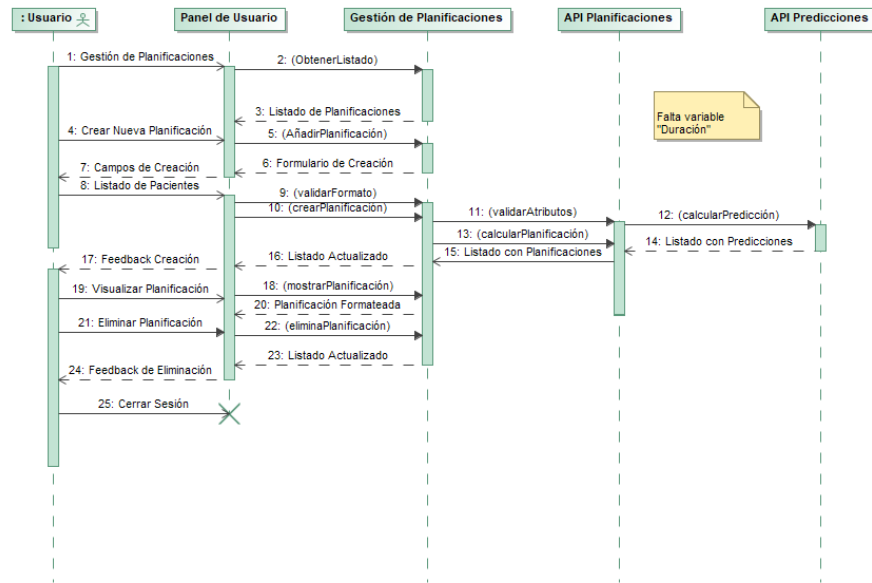 : Usuario
Panel de Usuario
Gestión de Planificaciones
API Planificaciones
API Predicciones
1: Gestión de Planificaciones
2: (ObtenerListado)
Falta variable
"Duración"
3: Listado de Planificaciones
4: Crear Nueva Planificación
5: (AñadirPlanificación)
6: Formulario de Creación
7: Campos de Creación
8: Listado de Pacientes
9: (validarFormato)
10: (crearPlanificación)
11: (validarAtributos)
12: (calcularPredicción)
13: (calcularPlanificación)
14: Listado con Predicciones
15: Listado con Planificaciones
16: Listado Actualizado
17: Feedback Creación
18: (mostrarPlanificación)
19: Visualizar Planificación
20: Planificación Formateada
21: Eliminar Planificación
22: (eliminaPlanificación)
23: Listado Actualizado
24: Feedback de Eliminación
25: Cerrar Sesión